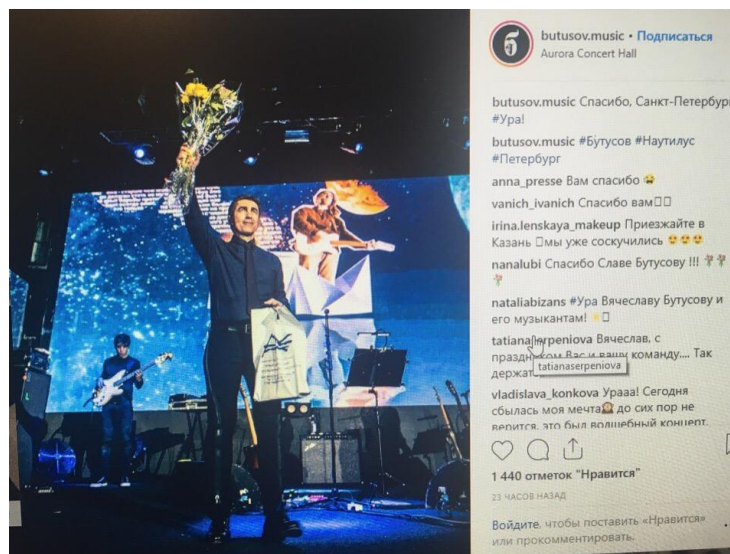 butusov.music • Подписаться
Aurora Concert Hall
butusov.music Спасибо, Санкт-Петербург
#Ура!
butusov.music #Бутусов #Наутилус
#Петербург
anna_presse Вам спасибо
vanich_ivanich Спасибо вам
irina.lenskaya_makeup Приезжайте в
Казань мы уже соскучились
nanalubi Спасибо Славе Бутусову !!!
nataliabizans #Ура Вячеславу Бутусову и
его музыкантам!
tatianaserpeniova Вячеслав, с
праздником Вас и вашу команду.... Так
держат
tatianaserpeniova
vladislava_konkova Урааа! Сегодня
сбылась моя мечта до сих пор не
верится, это был волшебный концерт.
1 440 отметок "Нравится"
23 ЧАСОВ НАЗАД
Войдите, чтобы поставить «Нравится»
или прокомментировать.